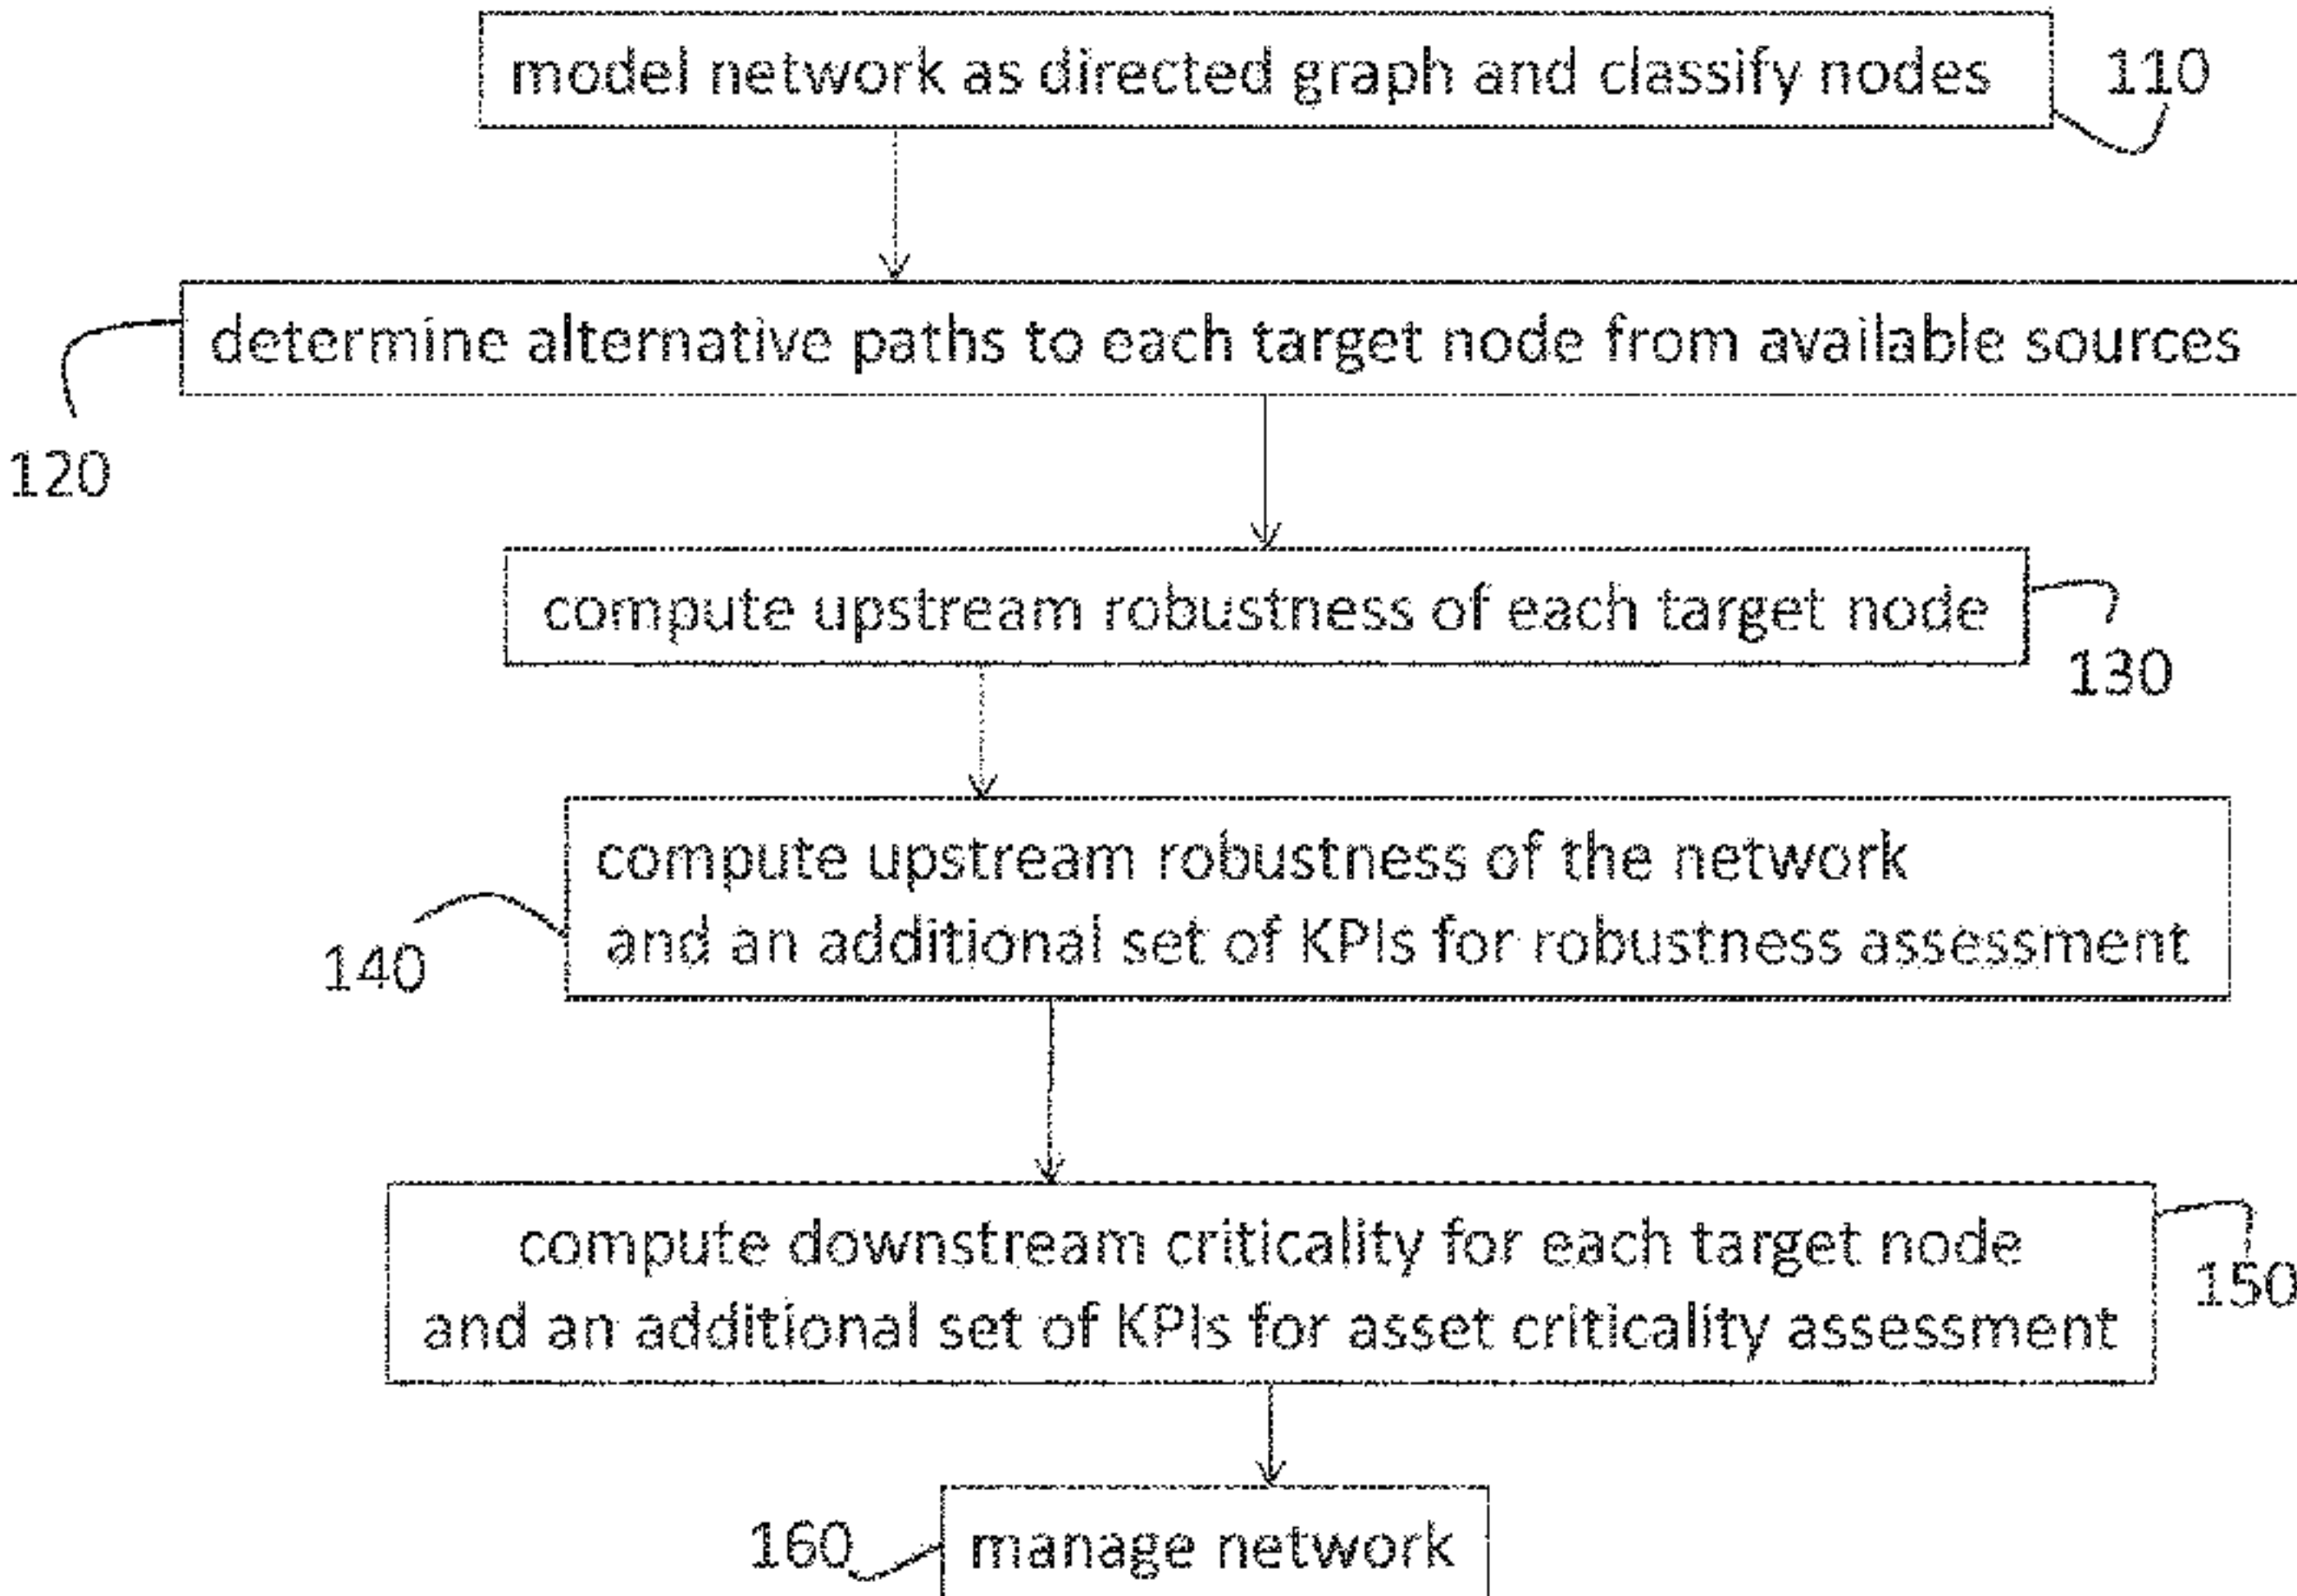 model network as directed graph and classify nodes
110
determine alternative paths to each target node from available sources
120
compute upstream robustness of each target node
130
compute upstream robustness of the network
and an additional set of KPIs for robustness assessment
140
compute downstream criticality for each target node
and an additional set of KPIs for asset criticality assessment
150
160
manage network